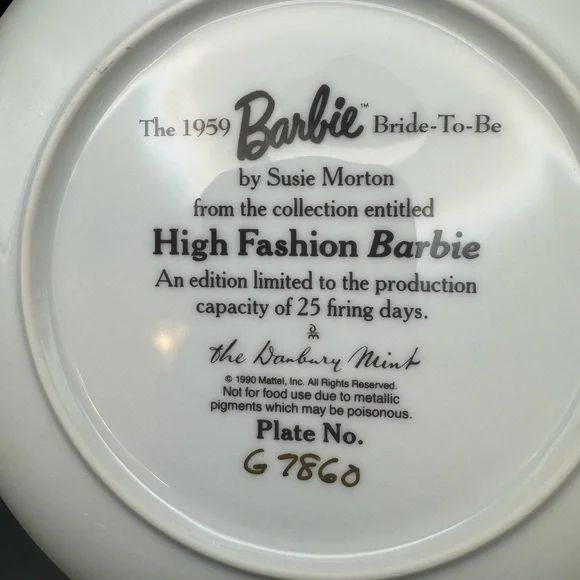 The 1959 Barbie™ Bride-To-Be
by Susie Morton
from the collection entitled
High Fashion Barbie
An edition limited to the production
capacity of 25 firing days.
the Danbury Mint
© 1990 Mattel, Inc. All Rights Reserved.
Not for food use due to metallic
pigments which may be poisonous.
Plate No.
G 7860